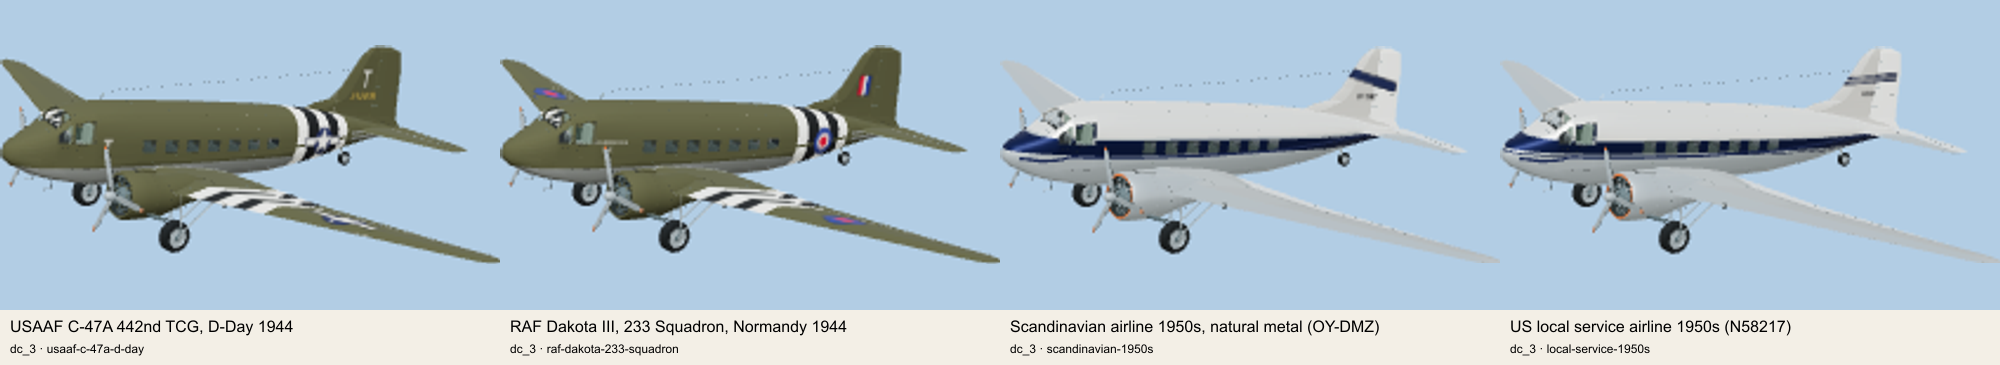 T
USAAF C-47A 442nd TCG, D-Day 1944
dc_3 · usaaf-c-47a-d-day
RAF Dakota III, 233 Squadron, Normandy 1944
dc_3 · raf-dakota-233-squadron
Scandinavian airline 1950s, natural metal (OY-DMZ)
dc_3 · scandinavian-1950s
US local service airline 1950s (N58217)
dc_3 · local-service-1950s